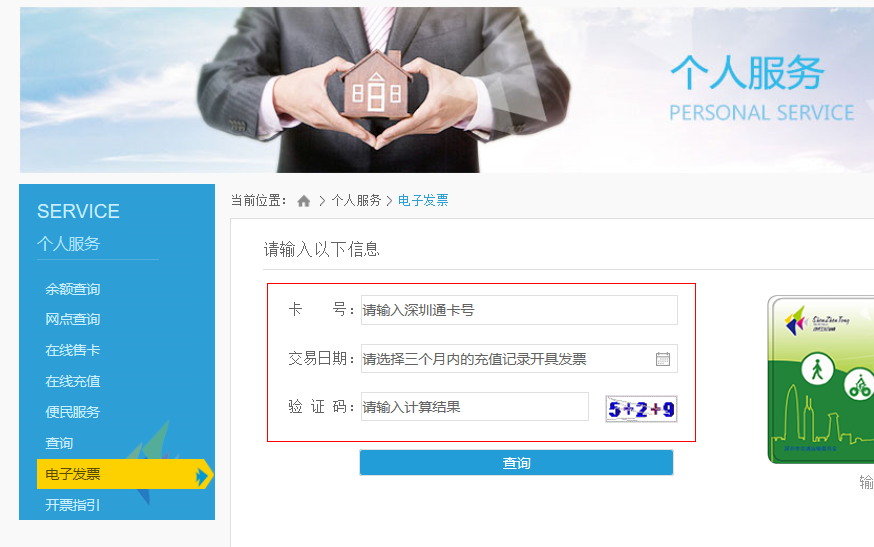 个人服务
PERSONAL SERVICE
SERVICE
个人服务
余额查询
网点查询
在线售卡
在线充值
便民服务
查询
电子发票
开票指引
当前位置： > 个人服务 > 电子发票
请输入以下信息
卡 号：请输入深圳通卡号
交易日期：请选择三个月内的充值记录开具发票
验 证 码：请输入计算结果
5+2+9
查询
ShenZhen Tong
输